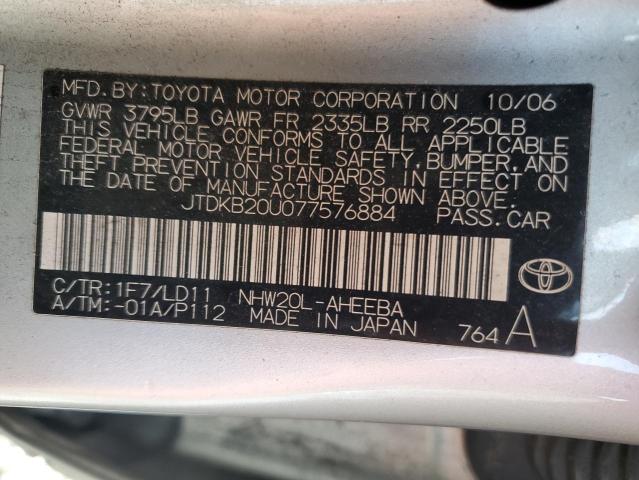 MFD. BY: TOYOTA MOTOR CORPORATION 10/06
GVWR 3795LB GAWR FR 2335LB RR 2250LB
THIS VEHICLE CONFORMS TO ALL APPLICABLE
FEDERAL MOTOR VEHICLE SAFETY, BUMPER, AND
THEFT PREVENTION STANDARDS IN EFFECT ON
THE DATE OF MANUFACTURE SHOWN ABOVE.
JTDKB20U077576884 PASS.CAR
C/TR: 1F7/LD11 NHW20L-AHEEBA
A/TM: -01A/P112 MADE IN JAPAN 764 A